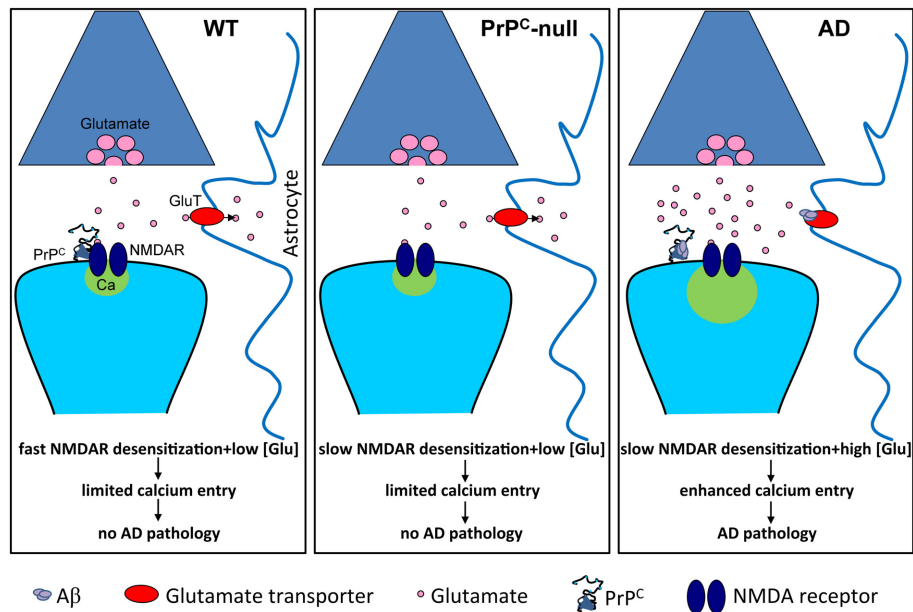 WT
Glutamate
GluT
Astrocyte
PrPᶜ
NMDAR
Ca
fast NMDAR desensitization+low [Glu]
limited calcium entry
no AD pathology
PrPᶜ-null
slow NMDAR desensitization+low [Glu]
limited calcium entry
no AD pathology
AD
slow NMDAR desensitization+high [Glu]
enhanced calcium entry
AD pathology
Aβ Glutamate transporter Glutamate PrPᶜ NMDA receptor